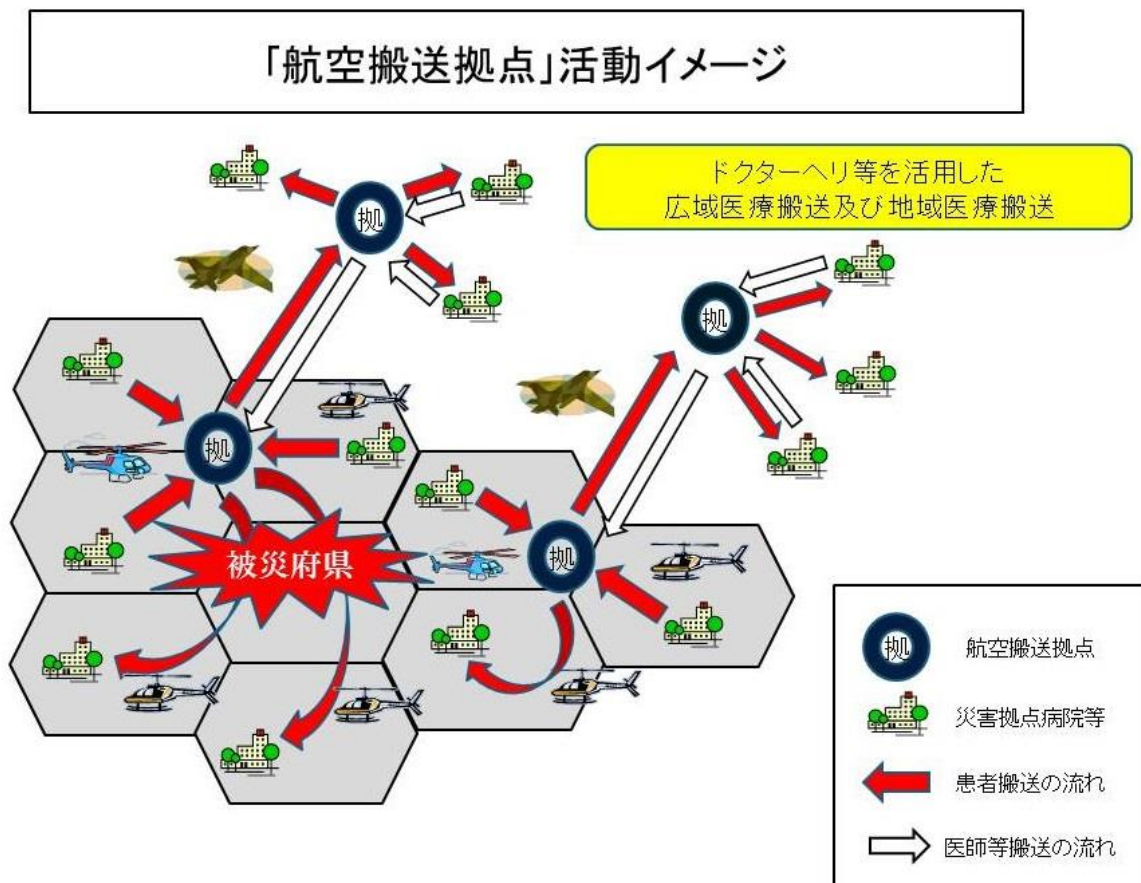 「航空搬送拠点」活動イメージ
ドクターヘリ等を活用した
広域医療搬送及び地域医療搬送
拠
拠
拠
拠
被災府県
拠
航空搬送拠点
災害拠点病院等
患者搬送の流れ
医師等搬送の流れ